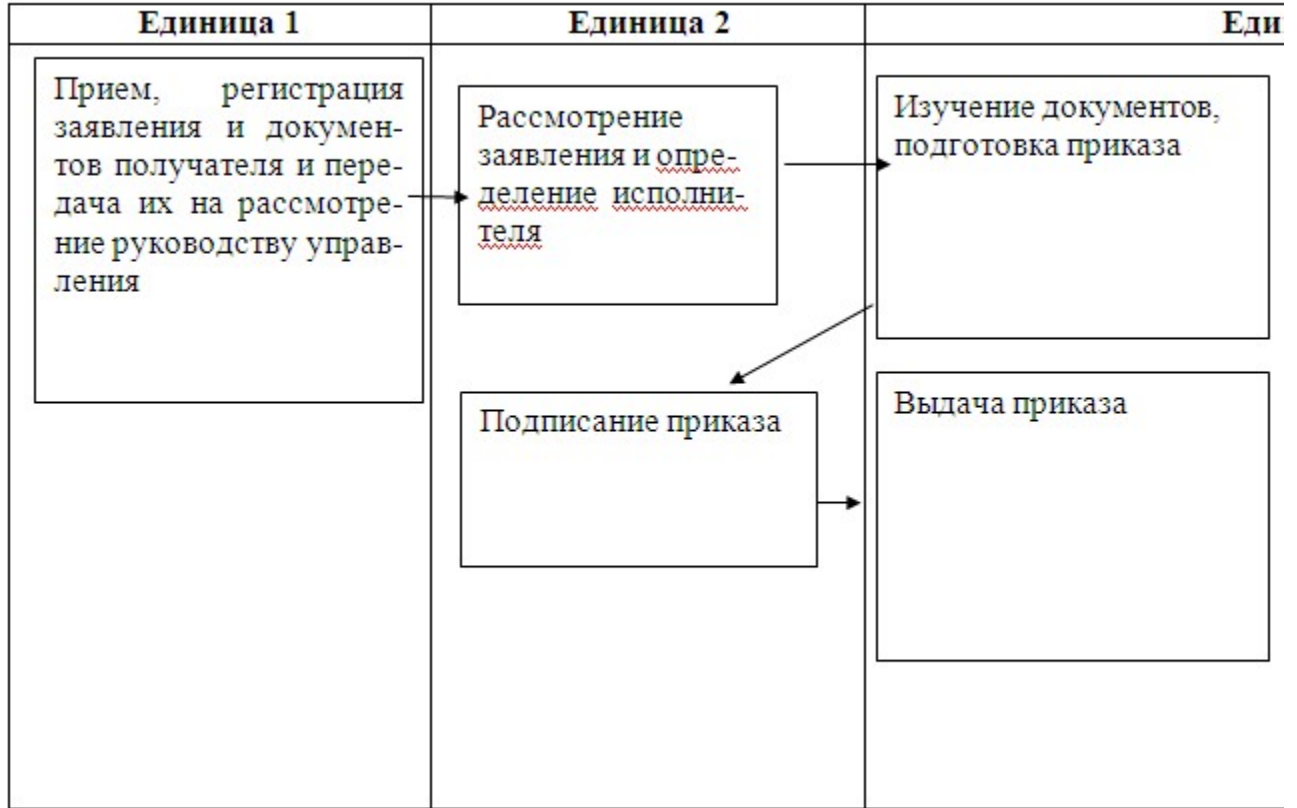 Единица 1
Единица 2
Еди
Прием, регистрация
заявления и докумен-
тов получателя и пере-
дача их на рассмотре-
ние руководству управ-
ления
Рассмотрение
заявления и опре-
деление исполни-
теля
Изучение документов,
подготовка приказа
Подписание приказа
Выдача приказа